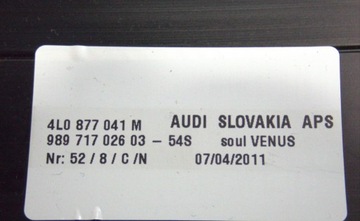 4L0 877 041 M AUDI SLOVAKIA APS
989 717 026 03 - 54S soul VENUS
Nr: 52 / 8 / C / N 07/04/2011